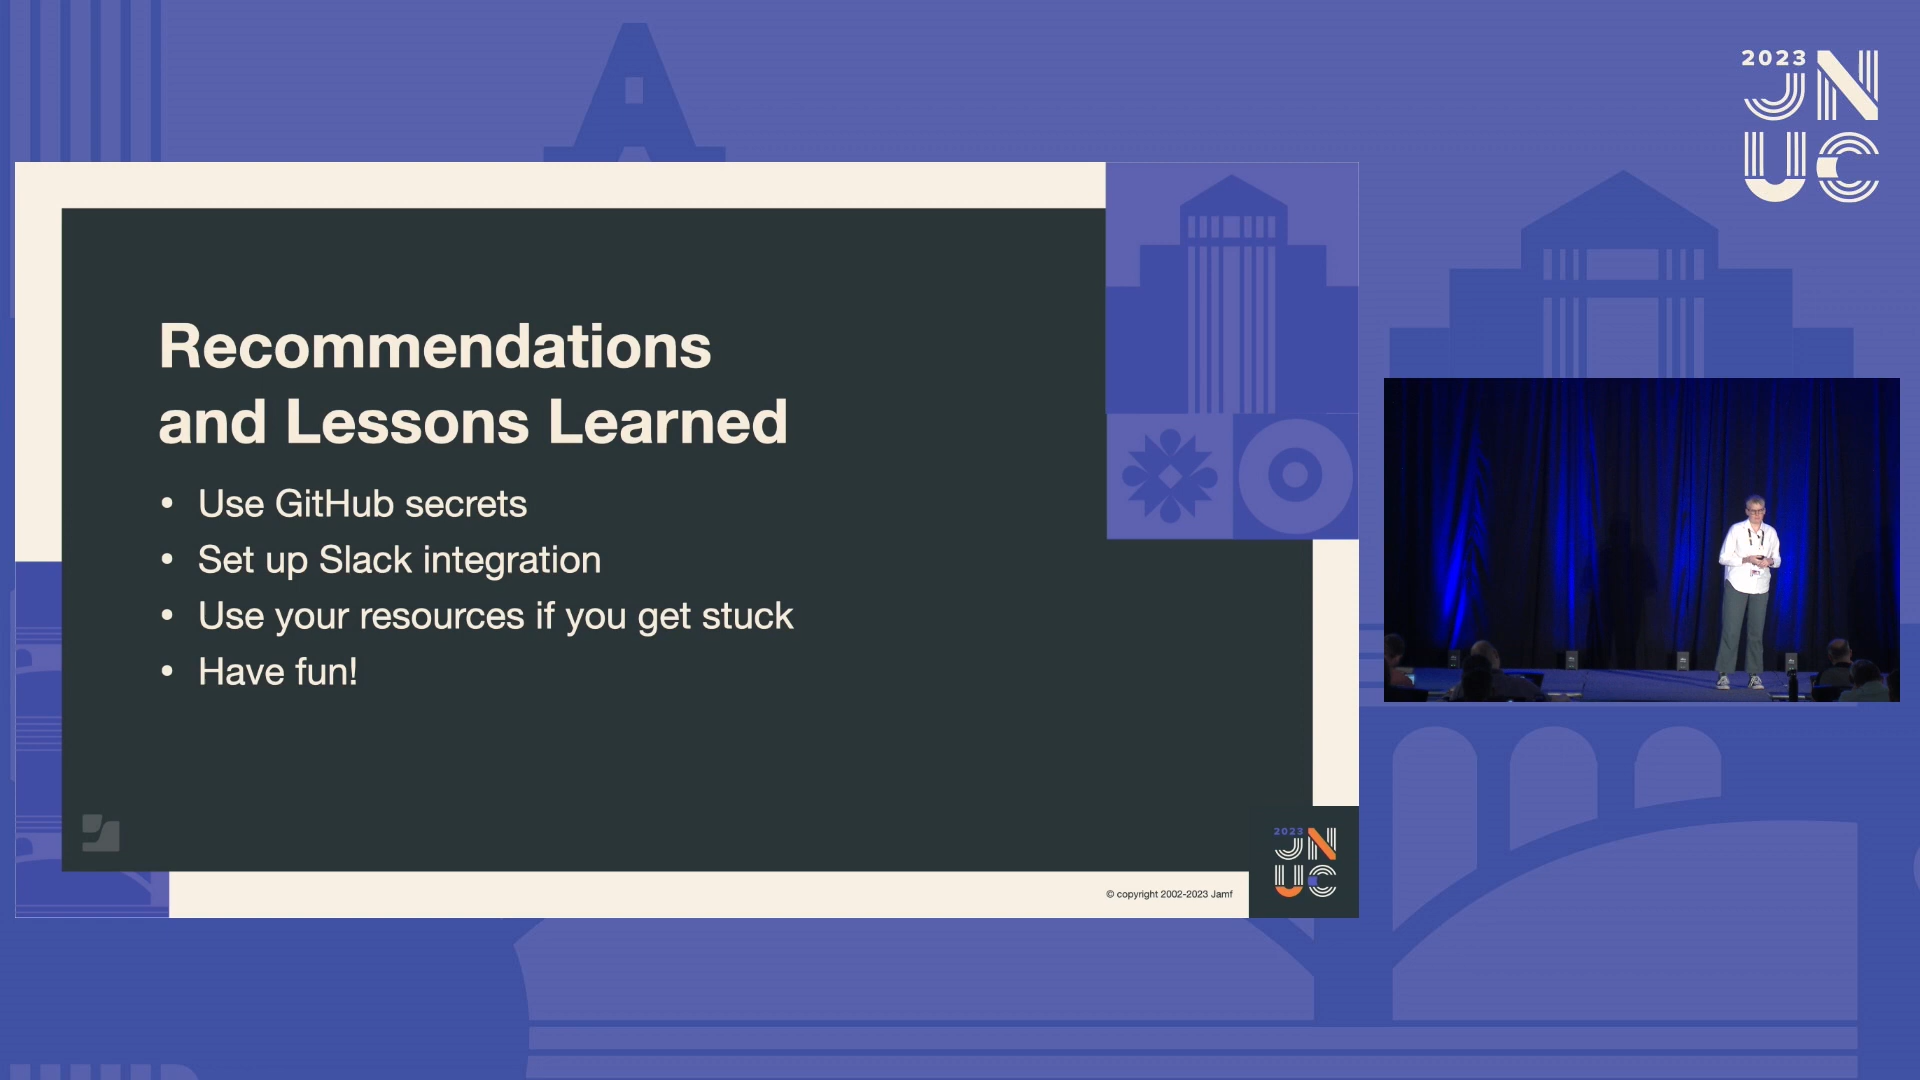 2023
JN
UC
Recommendations
and Lessons Learned
• Use GitHub secrets
• Set up Slack integration
• Use your resources if you get stuck
• Have fun!
2023
JN
UC
© copyright 2002-2023 Jamf